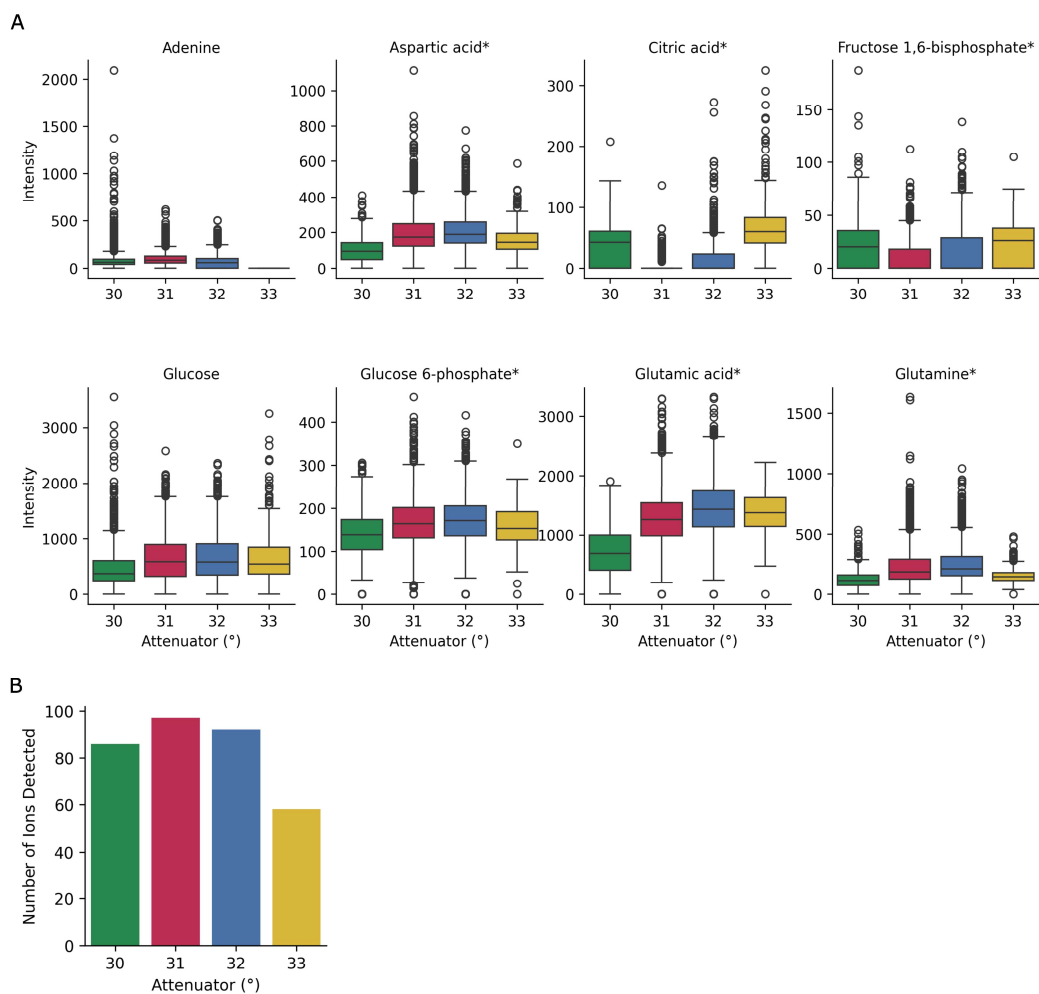 A
Adenine
Aspartic acid*
Citric acid*
Fructose 1,6-bisphosphate*
Intensity
2000
1500
1000
500
0
30 31 32 33
1000
800
600
400
200
0
30 31 32 33
300
200
100
0
30 31 32 33
150
100
50
0
30 31 32 33
Glucose
Glucose 6-phosphate*
Glutamic acid*
Glutamine*
Intensity
3000
2000
1000
0
30 31 32 33
Attenuator (°)
400
300
200
100
0
30 31 32 33
Attenuator (°)
3000
2000
1000
0
30 31 32 33
Attenuator (°)
1500
1000
500
0
30 31 32 33
Attenuator (°)
B
Number of Ions Detected
100
80
60
40
20
0
30 31 32 33
Attenuator (°)